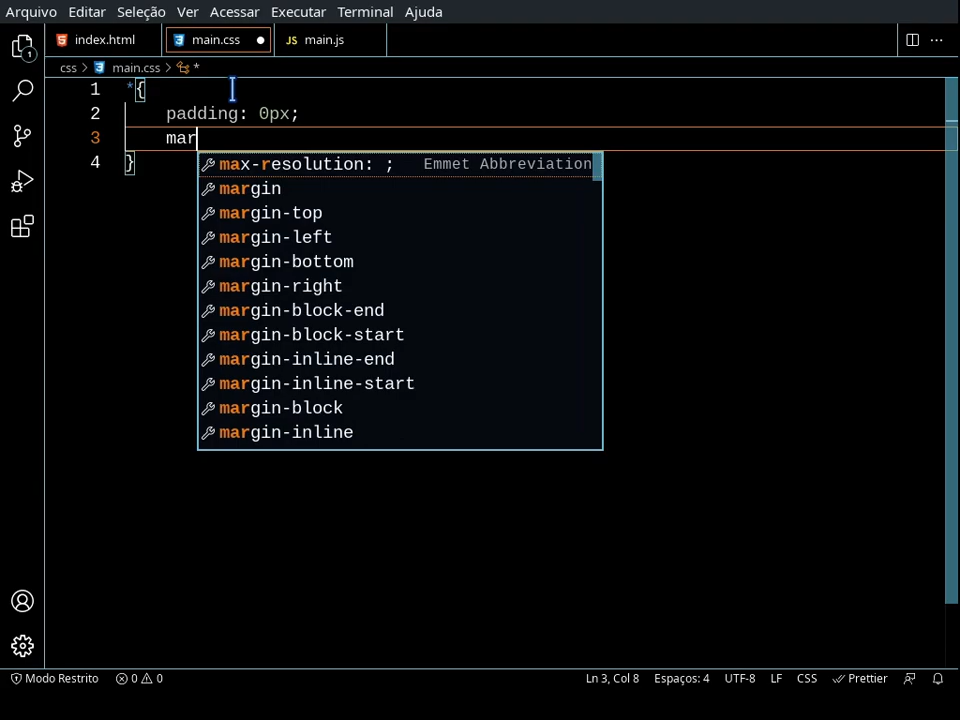 Arquivo Editar Seleção Ver Acessar Executar Terminal Ajuda
index.html main.css JS main.js
css > main.css > *
1 *{
2 padding: 0px;
3 mar
4 }
max-resolution: ; Emmet Abbreviation
margin
margin-top
margin-left
margin-bottom
margin-right
margin-block-end
margin-block-start
margin-inline-end
margin-inline-start
margin-block
margin-inline
1
Modo Restrito 0 0 Ln 3, Col 8 Espaços: 4 UTF-8 LF CSS Prettier